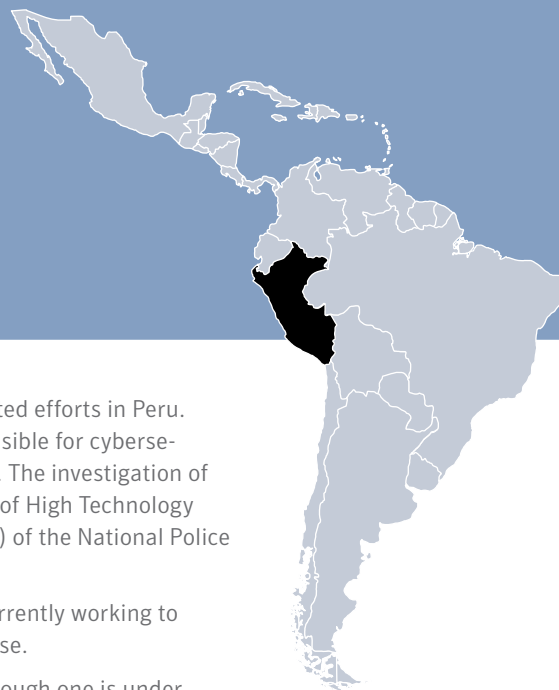 ted efforts in Peru.
sible for cyberse-
. The investigation of
of High Technology
) of the National Police
rrently working to
se.
ough one is under